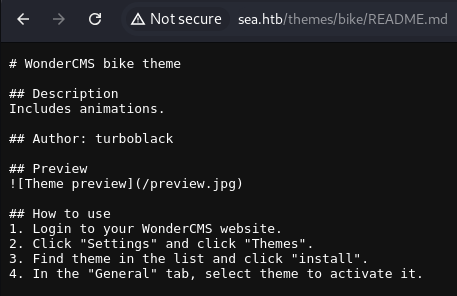 Not secure sea.htb/themes/bike/README.md
# WonderCMS bike theme
## Description
Includes animations.
## Author: turboblack
## Preview
![Theme preview](/preview.jpg)
## How to use
1. Login to your WonderCMS website.
2. Click "Settings" and click "Themes".
3. Find theme in the list and click "install".
4. In the "General" tab, select theme to activate it.